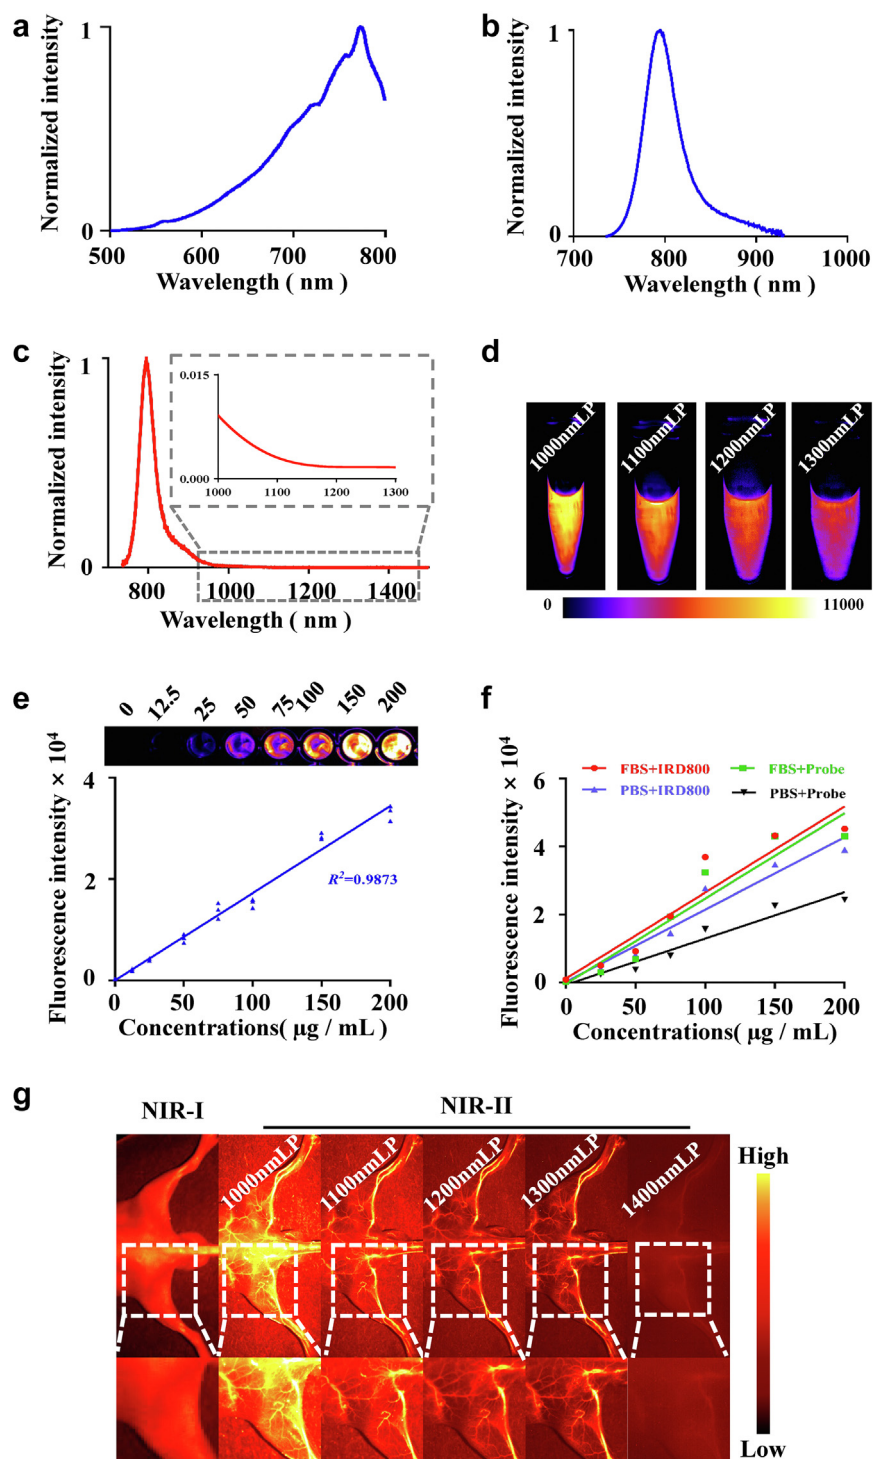 a
1
Normalized intensity
0
500 600 700 800
Wavelength ( nm )
b
1
Normalized intensity
0
700 800 900 1000
Wavelength ( nm )
c
1
Normalized intensity
0
0.015
0.000
1000 1100 1200 1300
800 1000 1200 1400
Wavelength ( nm )
d
1000nmLP
1100nmLP
1200nmLP
1300nmLP
0 11000
e
0 12.5 25 50 75 100 150 200
Fluorescence intensity × 10⁴
4
2
0
R²=0.9873
0 50 100 150 200
Concentrations( μg / mL )
f
Fluorescence intensity × 10⁴
6
4
2
0
FBS+IRD800
FBS+Probe
PBS+IRD800
PBS+Probe
0 50 100 150 200
Concentrations( μg / mL)
g
NIR-I
NIR-II
1000nmLP
1100nmLP
1200nmLP
1300nmLP
1400nmLP
High
Low